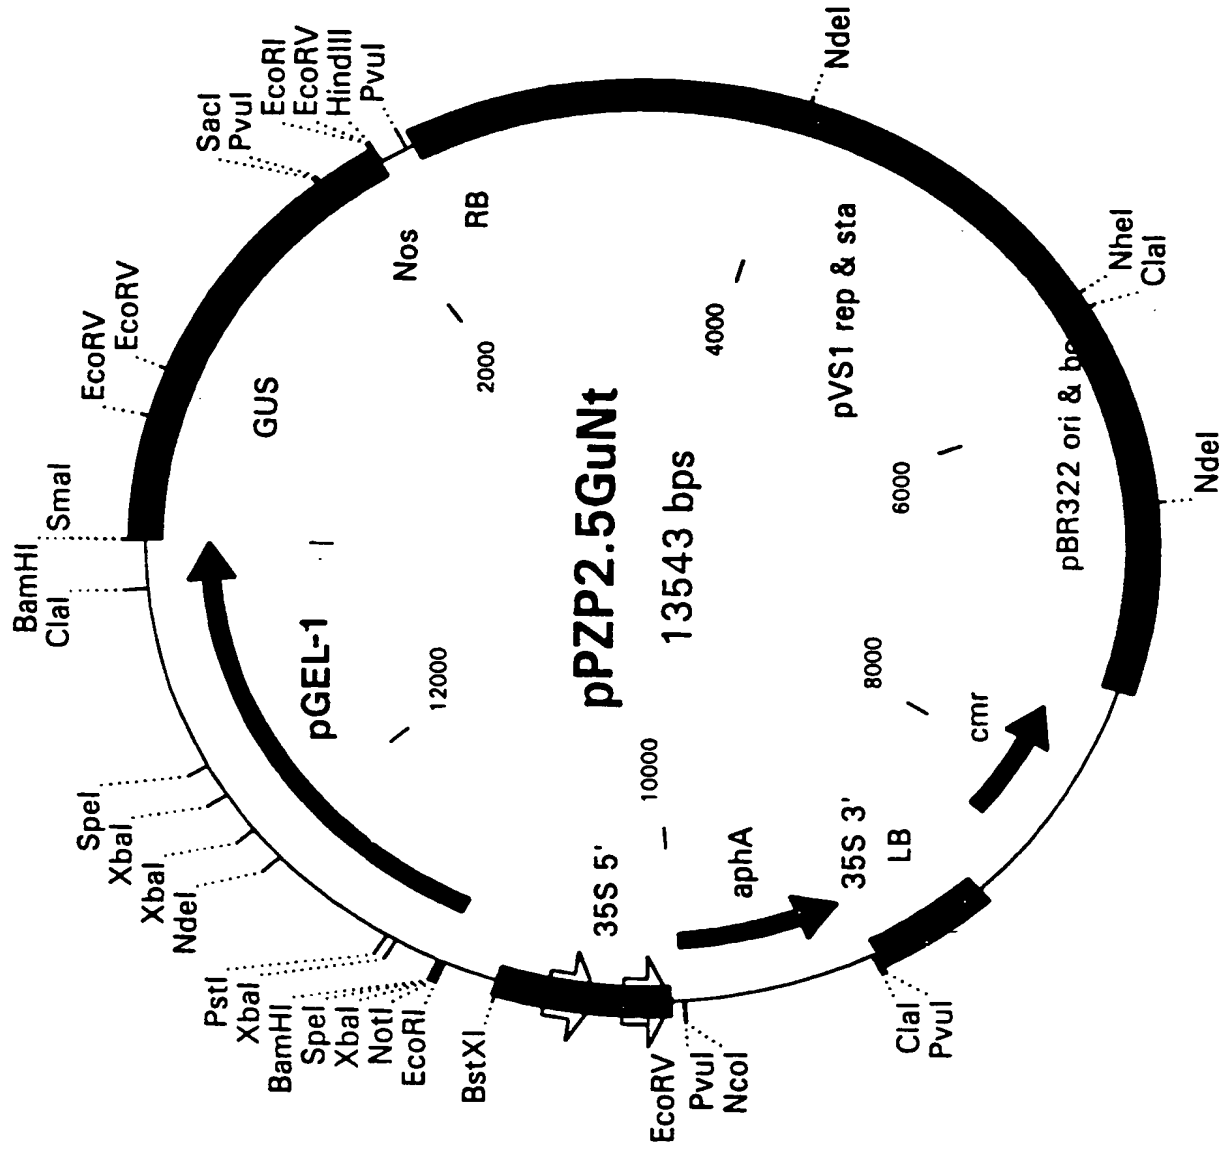 pPZP2.5GuNt
13543 bps
BamHI
SmaI
ClaI
EcoRV
EcoRV
SacI
PvuI
EcoRI
EcoRV
HindIII
PvuI
NdeI
NheI
ClaI
NdeI
ClaI
PvuI
EcoRV
PvuI
NcoI
BstXI
PstI
XbaI
BamHI
SpeI
XbaI
NotI
EcoRI
NdeI
XbaI
XbaI
SpeI
pGEL-1
GUS
Nos
RB
pVS1 rep & sta
pBR322 ori & bo
cmr
LB
35S 3'
aphA
35S 5'
2000
4000
6000
8000
10000
12000